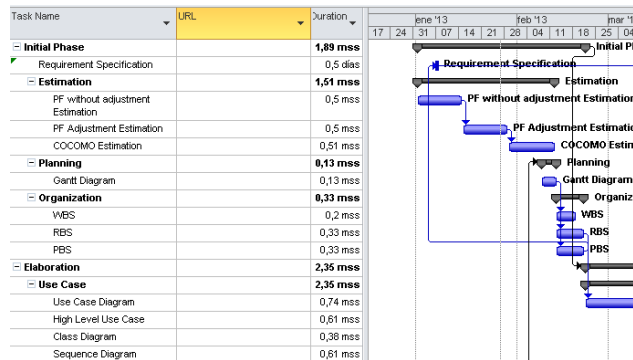 Task Name URL Duration
ene '13 feb '13 mar '1
17 24 31 07 14 21 28 04 11 18 25 04
Initial Phase 1,89 mss Initial P
Requirement Specification 0,5 días Requirement Specification
Estimation 1,51 mss Estimation
PF without adjustment 0,5 mss PF without adjustment Estimation
Estimation
PF Adjustment Estimation 0,5 mss PF Adjustment Estimatio
COCOMO Estimation 0,51 mss COCOMO Estim
Planning 0,13 mss Planning
Gantt Diagram 0,13 mss Gantt Diagram
Organization 0,33 mss Organiz
WBS 0,2 mss WBS
RBS 0,33 mss RBS
PBS 0,33 mss PBS
Elaboration 2,35 mss
Use Case 2,35 mss
Use Case Diagram 0,74 mss
High Level Use Case 0,61 mss
Class Diagram 0,38 mss
Sequence Diagram 0,61 mss